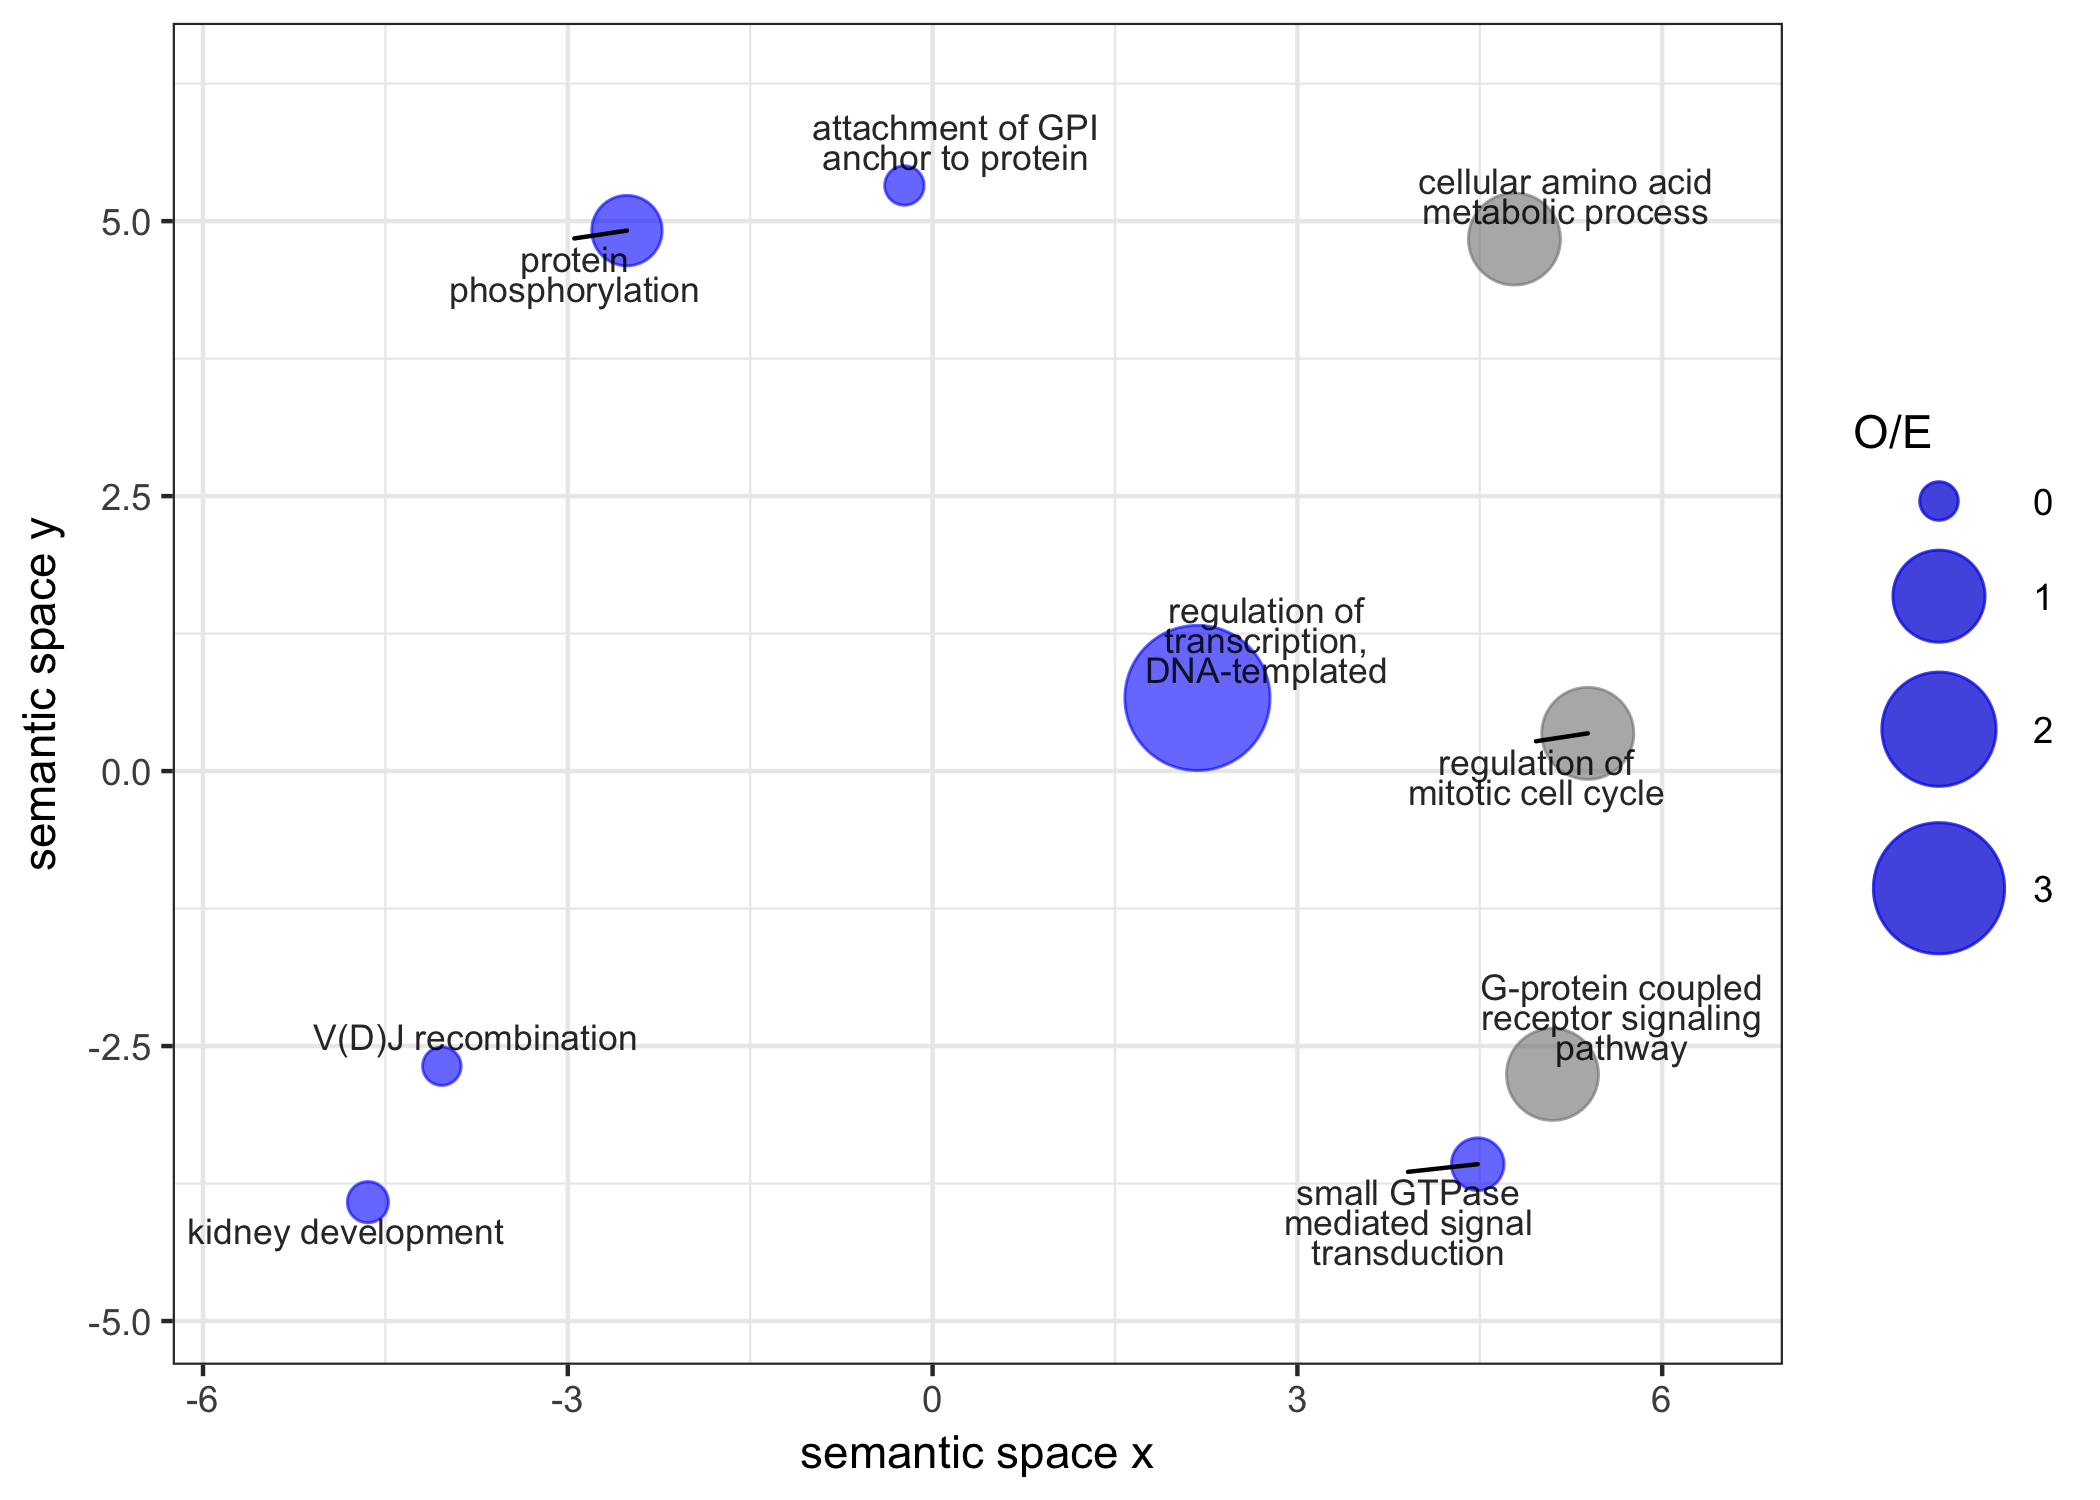 attachment of GPI
anchor to protein
cellular amino acid
metabolic process
protein
phosphorylation
regulation of
transcription,
DNA-templated
regulation of
mitotic cell cycle
G-protein coupled
receptor signaling
pathway
V(D)J recombination
small GTPase
mediated signal
transduction
kidney development
5.0
2.5
0.0
-2.5
-5.0
semantic space y
-6
-3
0
3
6
semantic space x
O/E
0
1
2
3